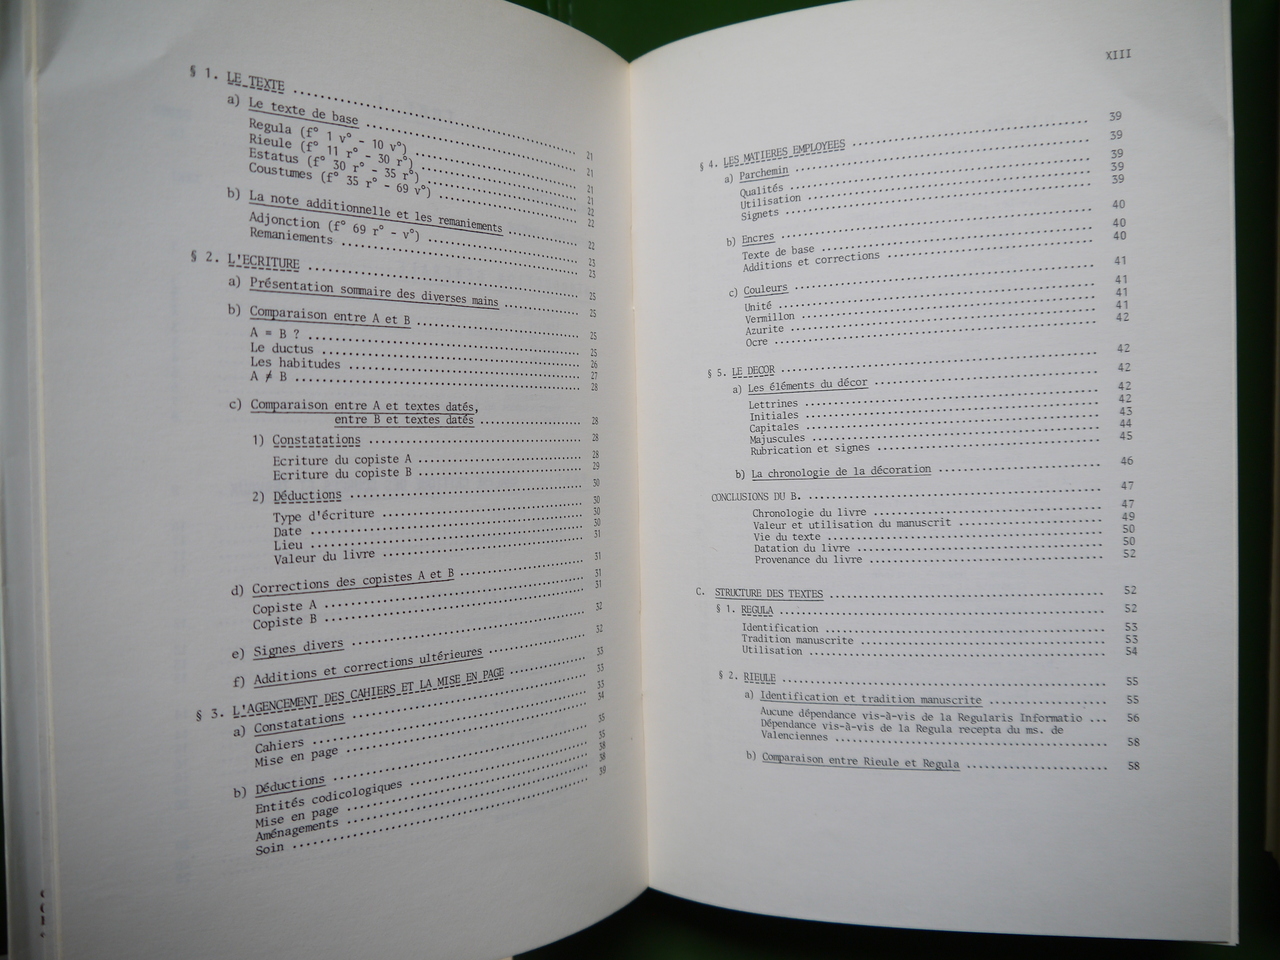 § 1. LE TEXTE .......... 21
a) Le texte de base .......... 21
Regula (f° 1 v° - 10 v°) .......... 21
Rieule (f° 11 r° - 30 r°) .......... 21
Estatus (f° 30 r° - 35 r°) .......... 22
Coustumes (f° 35 r° - 69 v°) .......... 22
b) La note additionnelle et les remaniements .......... 22
Adjonction (f° 69 r° - v°) .......... 23
Remaniements .......... 23
§ 2. L'ECRITURE .......... 25
a) Présentation sommaire des diverses mains .......... 25
b) Comparaison entre A et B .......... 25
A = B ? .......... 25
Le ductus .......... 26
Les habitudes .......... 27
A ≠ B .......... 28
c) Comparaison entre A et textes datés,
entre B et textes datés .......... 28
1) Constatations .......... 28
Ecriture du copiste A .......... 28
Ecriture du copiste B .......... 29
2) Déductions .......... 30
Type d'écriture .......... 30
Date .......... 30
Lieu .......... 30
Valeur du livre .......... 31
d) Corrections des copistes A et B .......... 31
Copiste A .......... 31
Copiste B .......... 31
e) Signes divers .......... 32
f) Additions et corrections ultérieures .......... 32
§ 3. L'AGENCEMENT DES CAHIERS ET LA MISE EN PAGE .......... 33
a) Constatations .......... 33
Cahiers .......... 33
Mise en page .......... 34
b) Déductions .......... 35
Entités codicologiques .......... 35
Mise en page .......... 38
Aménagements .......... 38
Soin .......... 39
XIII
§ 4. LES MATIERES EMPLOYEES .......... 39
a) Parchemin .......... 39
Qualités .......... 39
Utilisation .......... 39
Signets .......... 39
b) Encres .......... 40
Texte de base .......... 40
Additions et corrections .......... 40
c) Couleurs .......... 41
Unité .......... 41
Vermillon .......... 41
Azurite .......... 41
Ocre .......... 42
§ 5. LE DECOR .......... 42
a) Les éléments du décor .......... 42
Lettrines .......... 42
Initiales .......... 42
Capitales .......... 43
Majuscules .......... 44
Rubrication et signes .......... 45
b) La chronologie de la décoration .......... 46
CONCLUSIONS DU B. .......... 47
Chronologie du livre .......... 47
Valeur et utilisation du manuscrit .......... 49
Vie du texte .......... 50
Datation du livre .......... 50
Provenance du livre .......... 52
C. STRUCTURE DES TEXTES .......... 52
§ 1. REGULA .......... 52
Identification .......... 53
Tradition manuscrite .......... 53
Utilisation .......... 54
§ 2. RIEULE .......... 55
a) Identification et tradition manuscrite .......... 55
Aucune dépendance vis-à-vis de la Regularis Informatio ... 56
Dépendance vis-à-vis de la Regula recepta du ms. de
Valenciennes .......... 58
b) Comparaison entre Rieule et Regula .......... 58